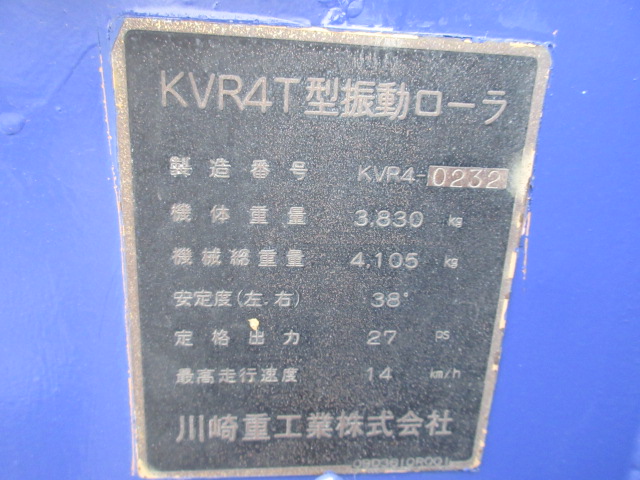 KVR4T型振動ローラ
製造番号 KVR4-0232
機体重量 3,830 kg
機械総重量 4,105 kg
安定度(左.右) 38°
定格出力 27 PS
最高走行速度 14 km/h
川崎重工業株式会社